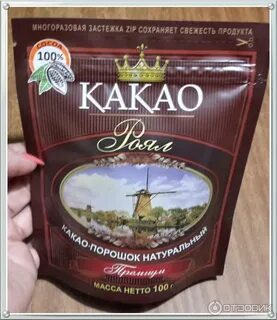 МНОГОРАЗОВАЯ ЗАСТЕЖКА ZIP СОХРАНЯЕТ СВЕЖЕСТЬ ПРОДУКТА
COCOA
100%
КАКАО
Роял
КАКАО-ПОРОШОК НАТУРАЛЬНЫЙ
Премиум
МАССА НЕТТО 100 г
ОТЗОВИК